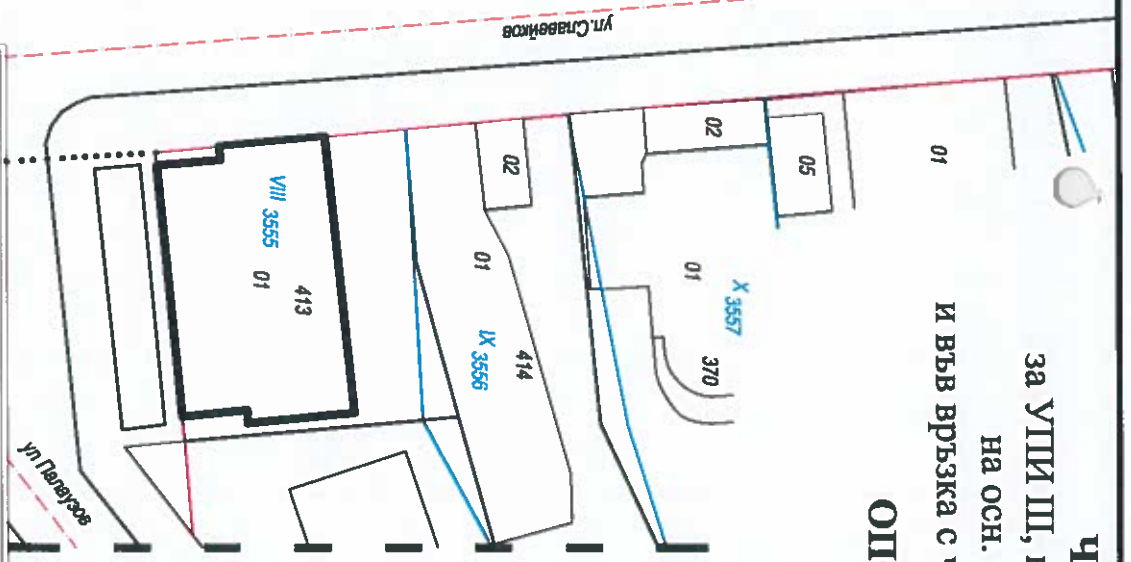 ул.Славейков
VIII 3555
413
01
02
01
414
IX 3556
02
05
01
01
X 3557
370
ул Палаузов
Ч
за УПИ III,
на осн.
и във връзка с
ОП